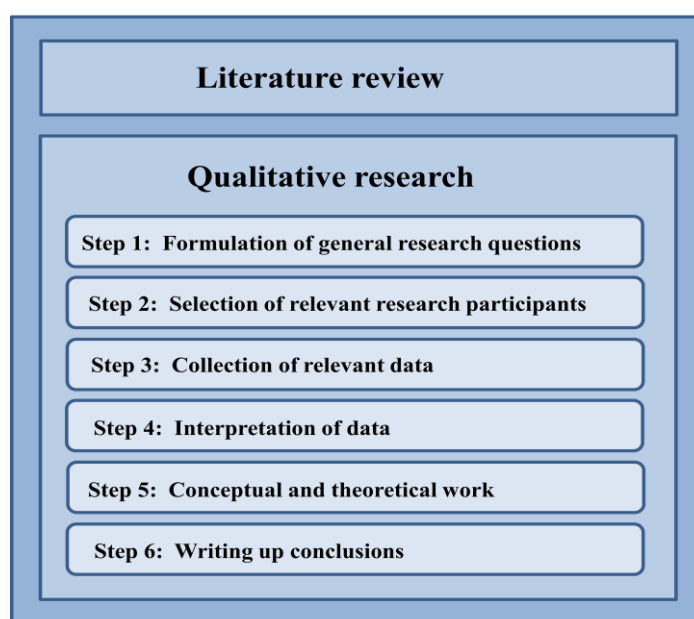 Literature review
Qualitative research
Step 1: Formulation of general research questions
Step 2: Selection of relevant research participants
Step 3: Collection of relevant data
Step 4: Interpretation of data
Step 5: Conceptual and theoretical work
Step 6: Writing up conclusions